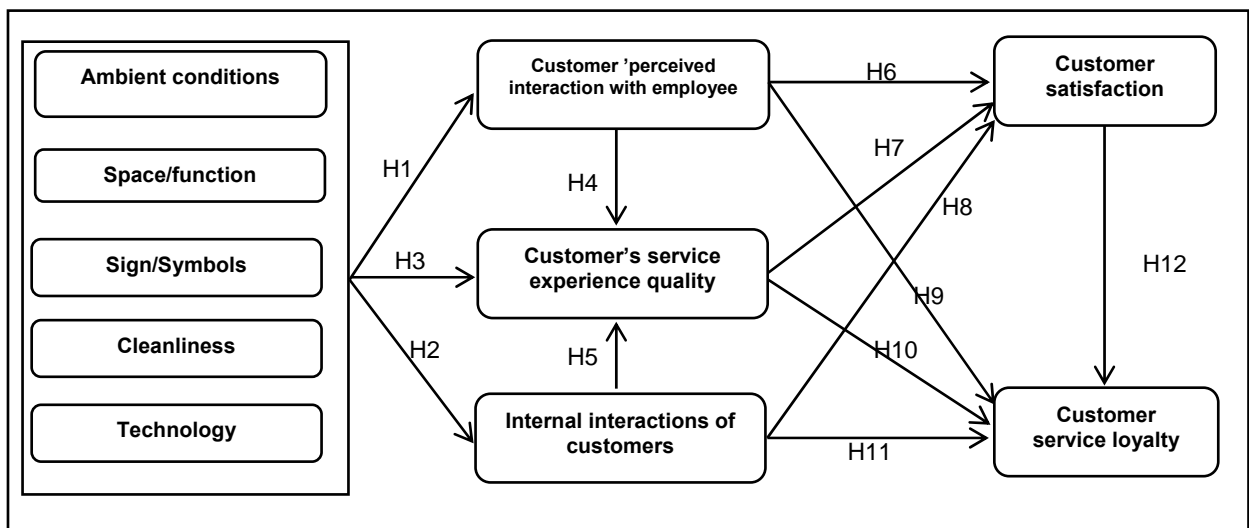 Ambient conditions
Space/function
Sign/Symbols
Cleanliness
Technology
H1
H3
H2
Customer ’perceived
interaction with employee
H4
Customer’s service
experience quality
H5
Internal interactions of
customers
H6
H7
H8
H9
H10
H11
Customer
satisfaction
H12
Customer
service loyalty